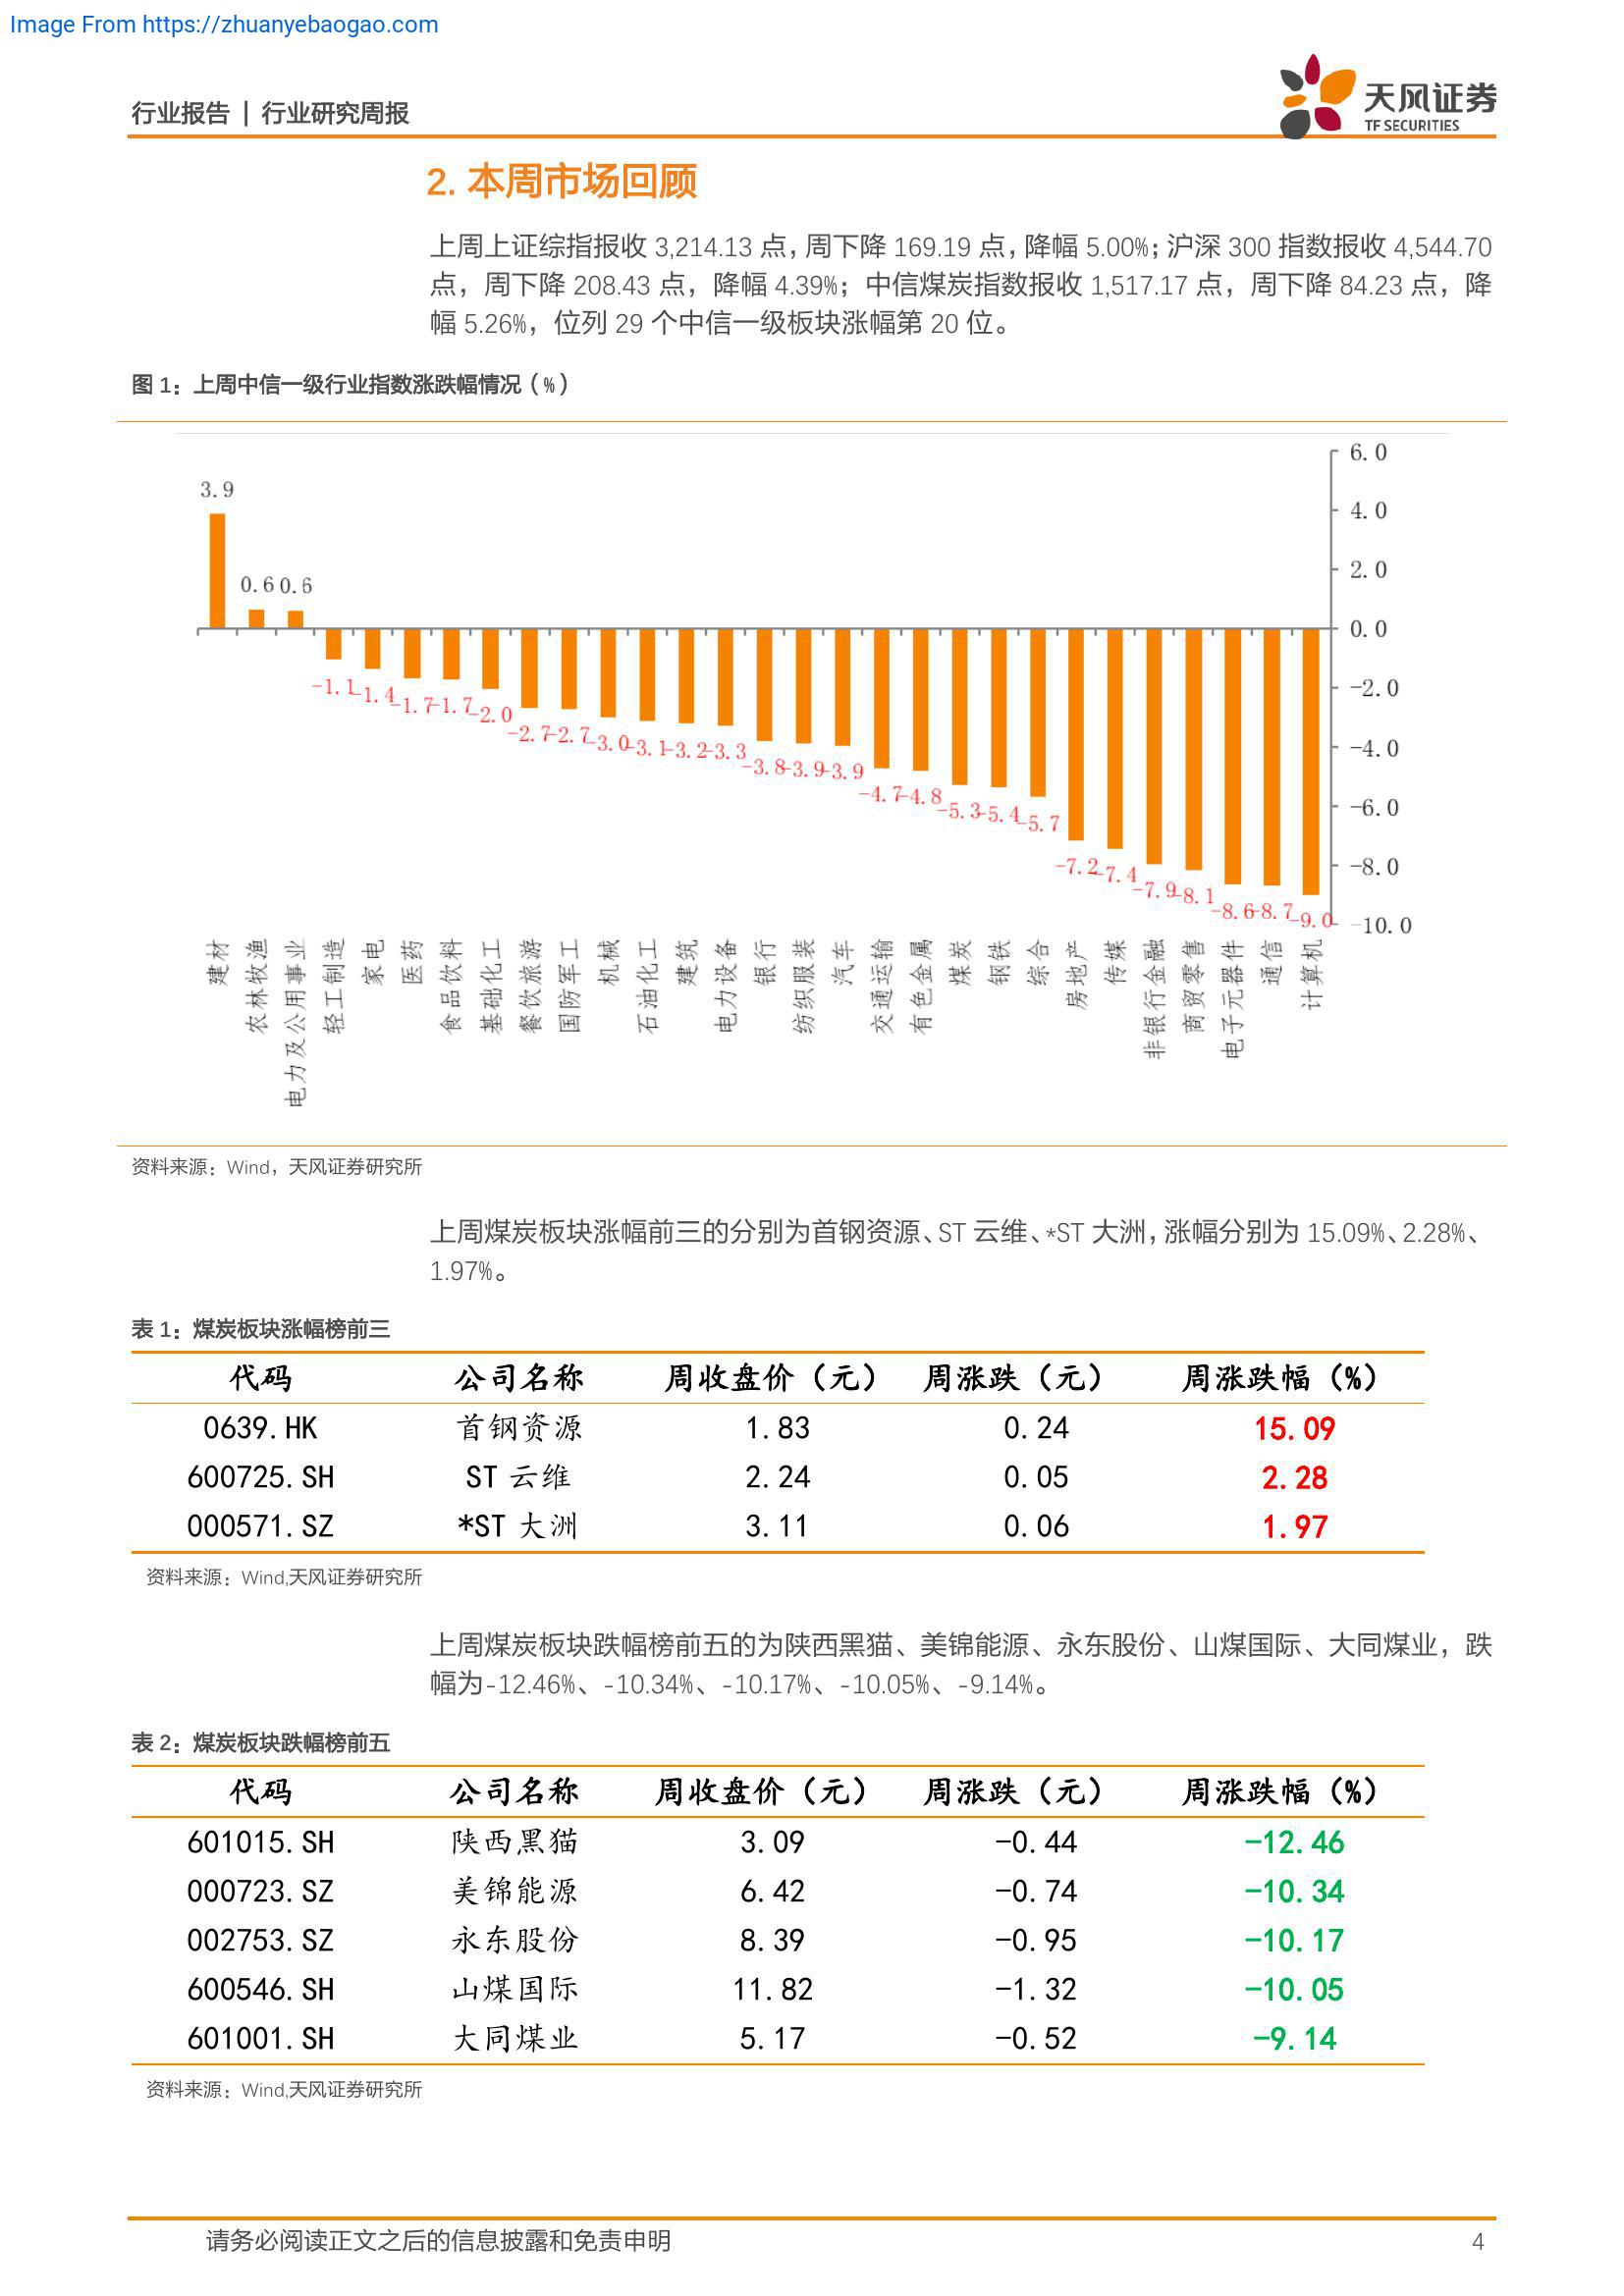 Image From https://zhuanyebaogao.com
行业报告 | 行业研究周报
天风证券
TF SECURITIES
2. 本周市场回顾
上周上证综指报收 3,214.13 点，周下降 169.19 点，降幅 5.00%；沪深 300 指数报收 4,544.70
点，周下降 208.43 点，降幅 4.39%；中信煤炭指数报收 1,517.17 点，周下降 84.23 点，降
幅 5.26%，位列 29 个中信一级板块涨幅第 20 位。
图 1：上周中信一级行业指数涨跌幅情况（%）
6.0
4.0
2.0
0.0
-2.0
-4.0
-6.0
-8.0
-10.0
3.9 0.6 0.6 -1.1 -1.4 -1.7 -1.7 -2.0 -2.7 -2.7 -3.0 -3.1 -3.2 -3.3 -3.8 -3.9 -3.9 -4.7 -4.8 -5.3 -5.4 -5.7 -7.2 -7.4 -7.9 -8.1 -8.6 -8.7 -9.0
建材 农林牧渔 电力及公用事业 轻工制造 家电 医药 食品饮料 基础化工 餐饮旅游 国防军工 机械 石油化工 建筑 电力设备 银行 纺织服装 汽车 交通运输 有色金属 煤炭 钢铁 综合 房地产 传媒 非银行金融 商贸零售 电子元器件 通信 计算机
资料来源：Wind，天风证券研究所
上周煤炭板块涨幅前三的分别为首钢资源、ST 云维、*ST 大洲，涨幅分别为 15.09%、2.28%、
1.97%。
表 1：煤炭板块涨幅榜前三
代码 公司名称 周收盘价（元） 周涨跌（元） 周涨跌幅（%）
0639.HK 首钢资源 1.83 0.24 15.09
600725.SH ST 云维 2.24 0.05 2.28
000571.SZ *ST 大洲 3.11 0.06 1.97
资料来源：Wind,天风证券研究所
上周煤炭板块跌幅榜前五的为陕西黑猫、美锦能源、永东股份、山煤国际、大同煤业，跌
幅为-12.46%、-10.34%、-10.17%、-10.05%、-9.14%。
表 2：煤炭板块跌幅榜前五
代码 公司名称 周收盘价（元） 周涨跌（元） 周涨跌幅（%）
601015.SH 陕西黑猫 3.09 -0.44 -12.46
000723.SZ 美锦能源 6.42 -0.74 -10.34
002753.SZ 永东股份 8.39 -0.95 -10.17
600546.SH 山煤国际 11.82 -1.32 -10.05
601001.SH 大同煤业 5.17 -0.52 -9.14
资料来源：Wind,天风证券研究所
请务必阅读正文之后的信息披露和免责申明 4